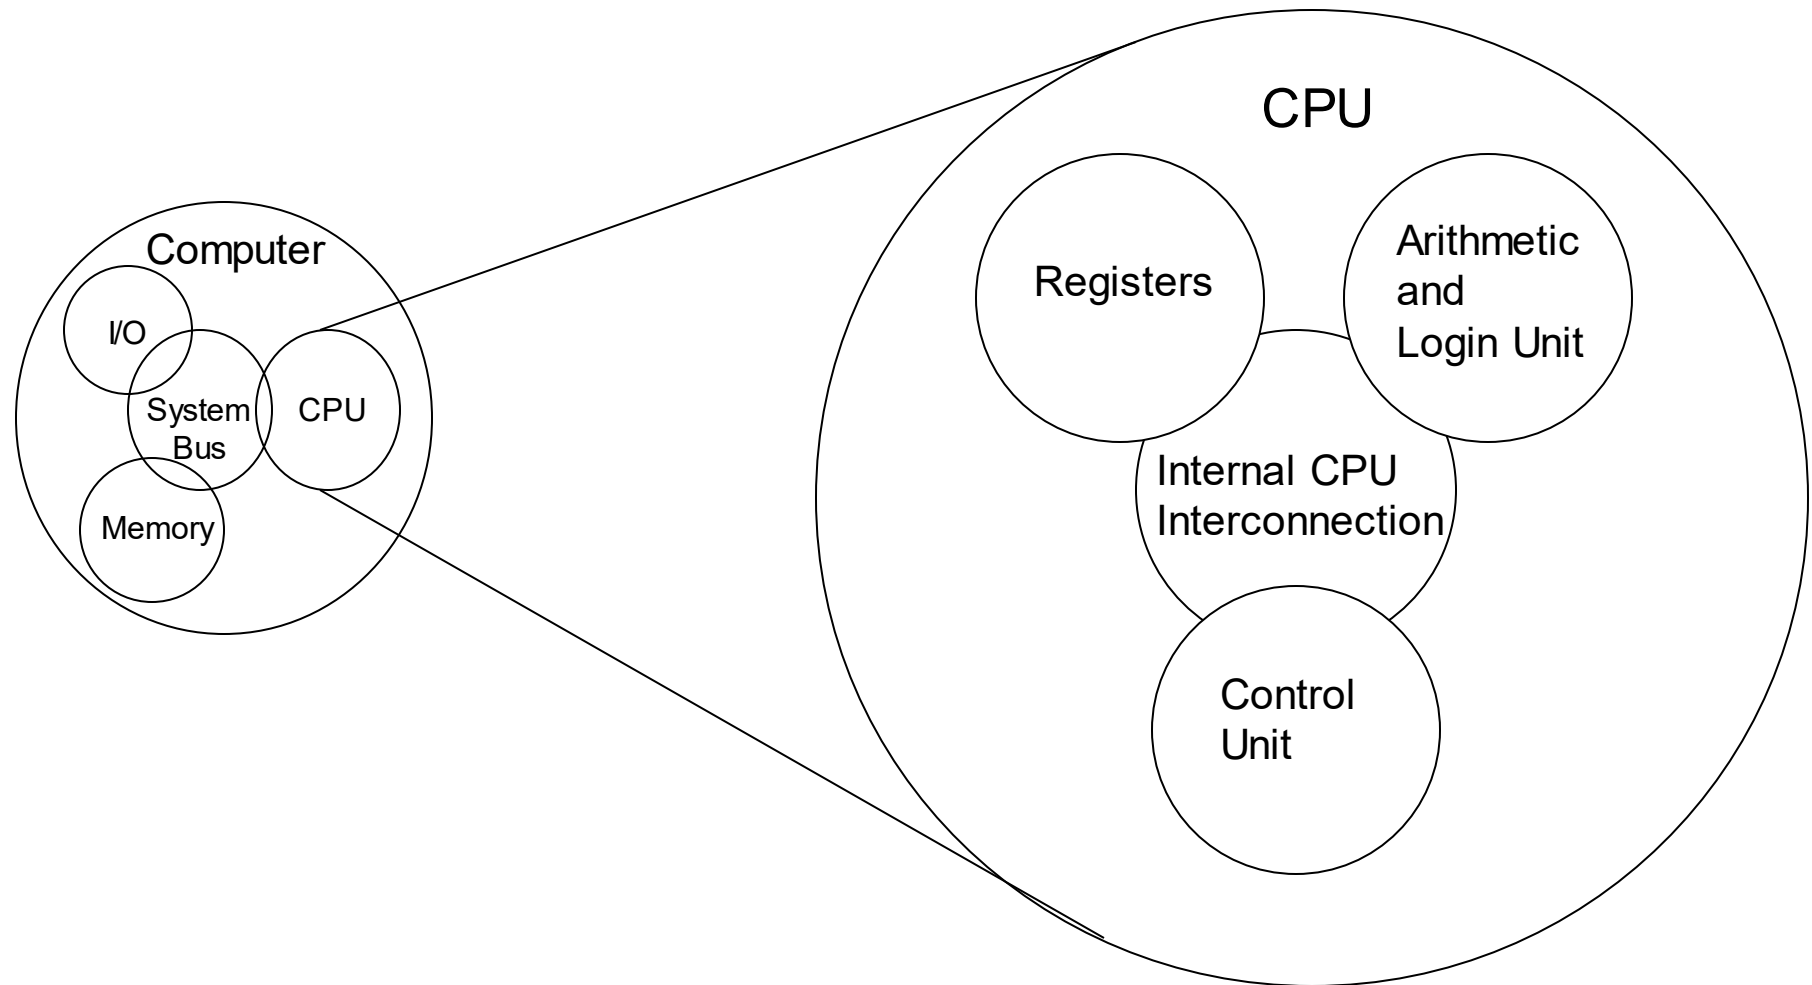 Computer
I/O
System
Bus
CPU
Memory
CPU
Registers
Arithmetic
and
Login Unit
Internal CPU
Interconnection
Control
Unit